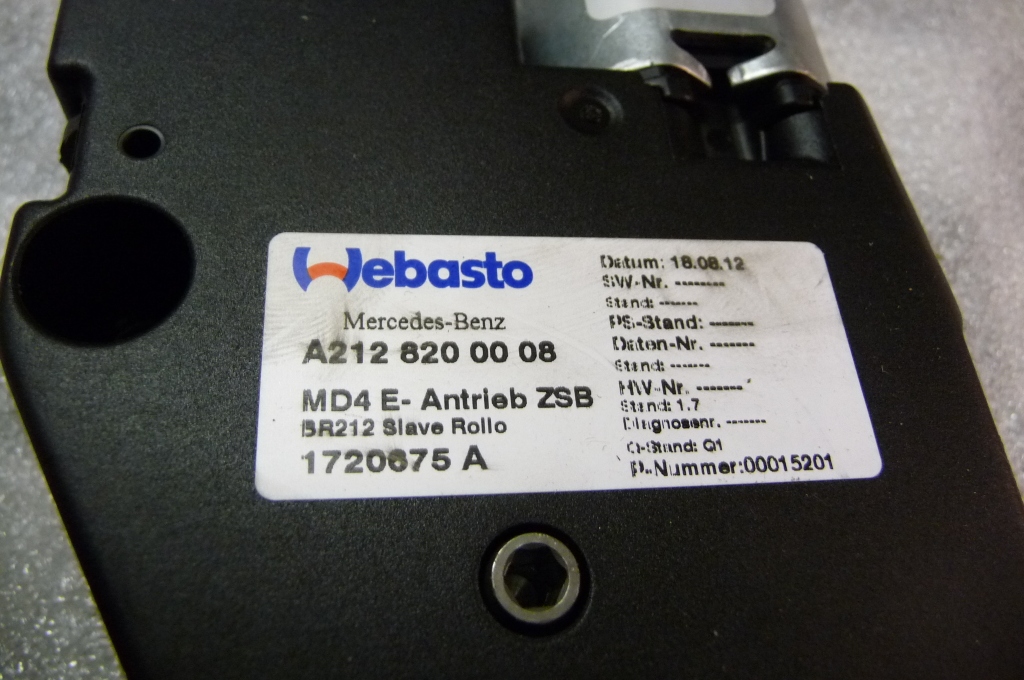 Webasto
Mercedes-Benz
A212 820 00 08
MD4 E- Antrieb ZSB
BR212 Slave Rollo
1720675 A
Datum: 18.08.12
SW-Nr. --------
Stand: ------
PS-Stand: -------
Daten-Nr. -------
Stand: ------
HW-Nr. -------
Stand: 1.7
Diagnosenr. -------
Q-Stand: Q1
P-Nummer:00015201